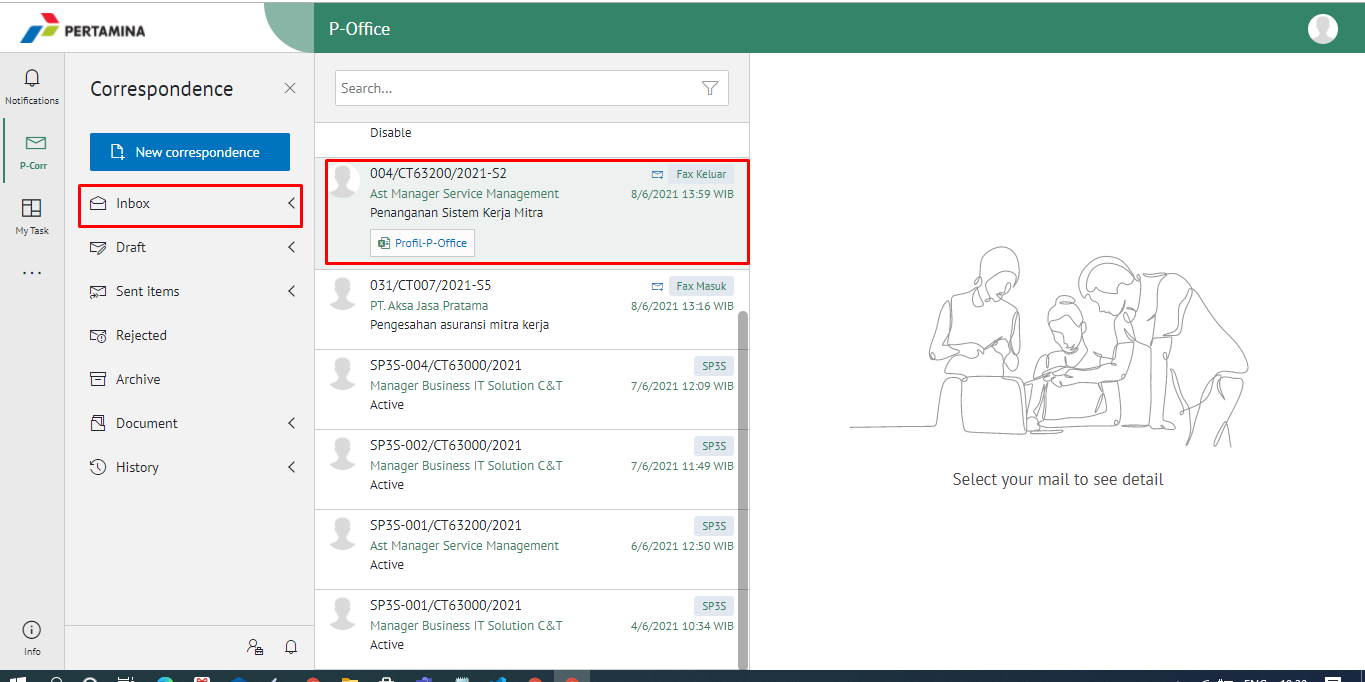 PERTAMINA
P-Office
Notifications
P-Corr
My Task
Info
Correspondence
New correspondence
Inbox
Draft
Sent items
Rejected
Archive
Document
History
Search...
Disable
004/CT63200/2021-S2
Fax Keluar
Ast Manager Service Management
8/6/2021 13:59 WIB
Penanganan Sistem Kerja Mitra
Profil-P-Office
031/CT007/2021-S5
Fax Masuk
PT. Aksa Jasa Pratama
8/6/2021 13:16 WIB
Pengesahan asuransi mitra kerja
SP3S-004/CT63000/2021
SP3S
Manager Business IT Solution C&T
7/6/2021 12:09 WIB
Active
SP3S-002/CT63000/2021
SP3S
Manager Business IT Solution C&T
7/6/2021 11:49 WIB
Active
SP3S-001/CT63200/2021
SP3S
Ast Manager Service Management
6/6/2021 12:50 WIB
Active
SP3S-001/CT63000/2021
SP3S
Manager Business IT Solution C&T
4/6/2021 10:34 WIB
Active
Select your mail to see detail